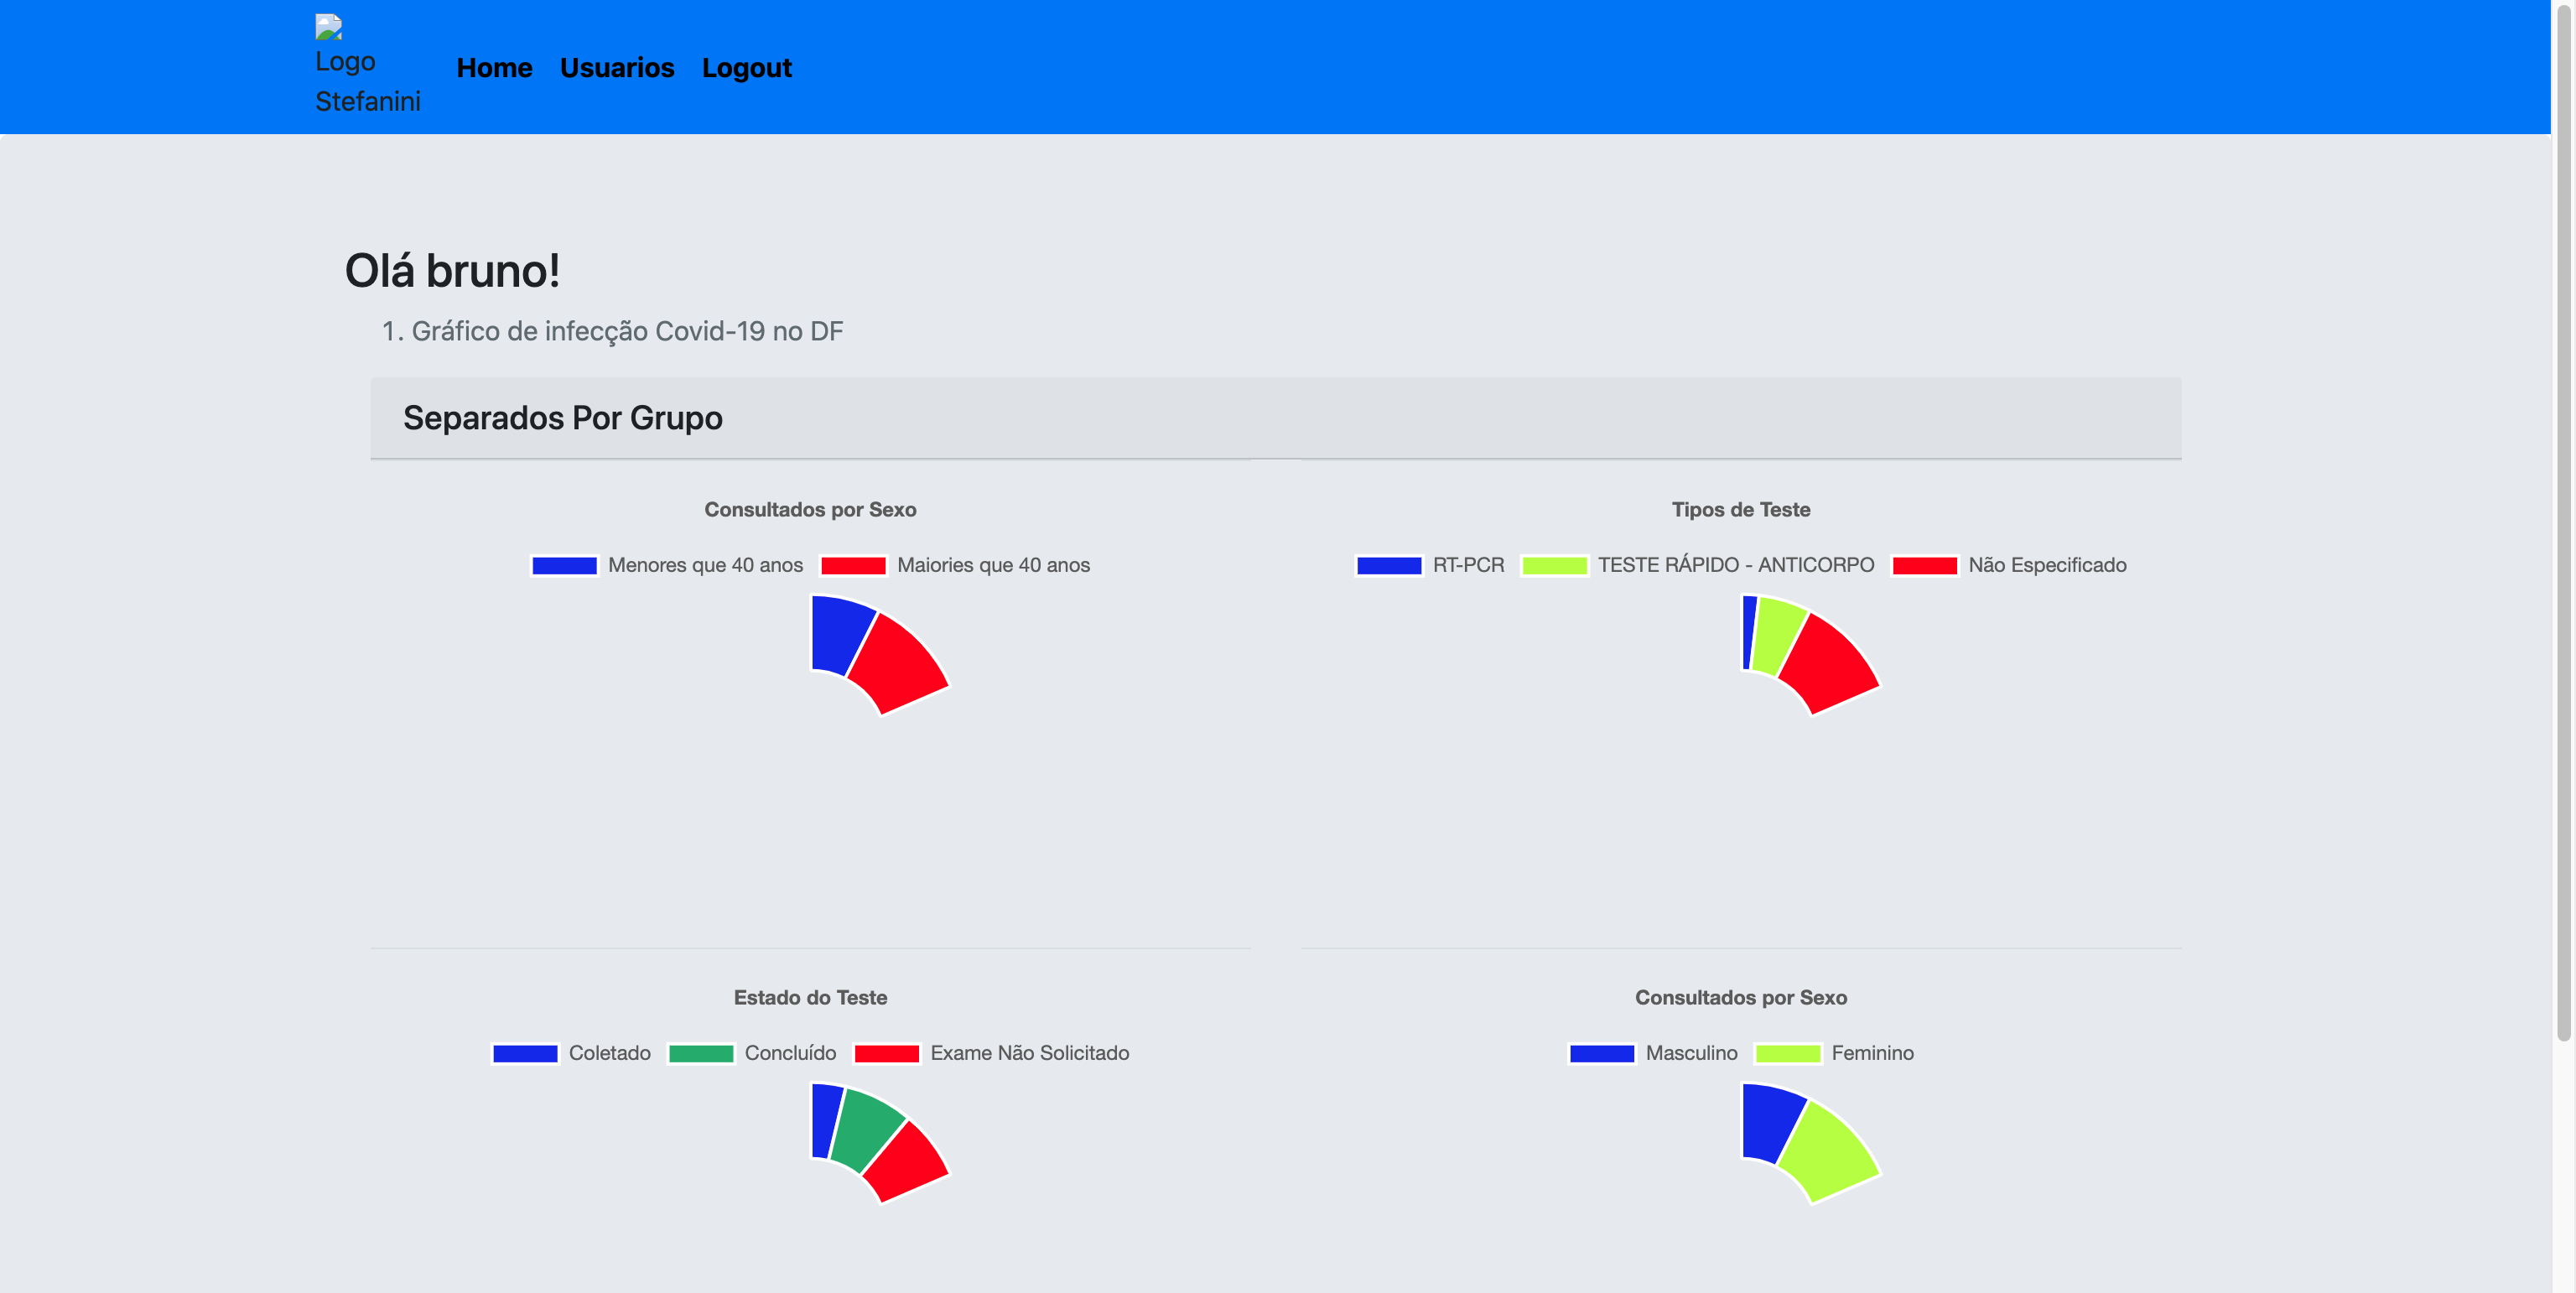 Logo
Stefanini
Home Usuarios Logout
Olá bruno!
1. Gráfico de infecção Covid-19 no DF
Separados Por Grupo
Consultados por Sexo
Menores que 40 anos Maiories que 40 anos
Tipos de Teste
RT-PCR TESTE RÁPIDO - ANTICORPO Não Especificado
Estado do Teste
Coletado Concluído Exame Não Solicitado
Consultados por Sexo
Masculino Feminino